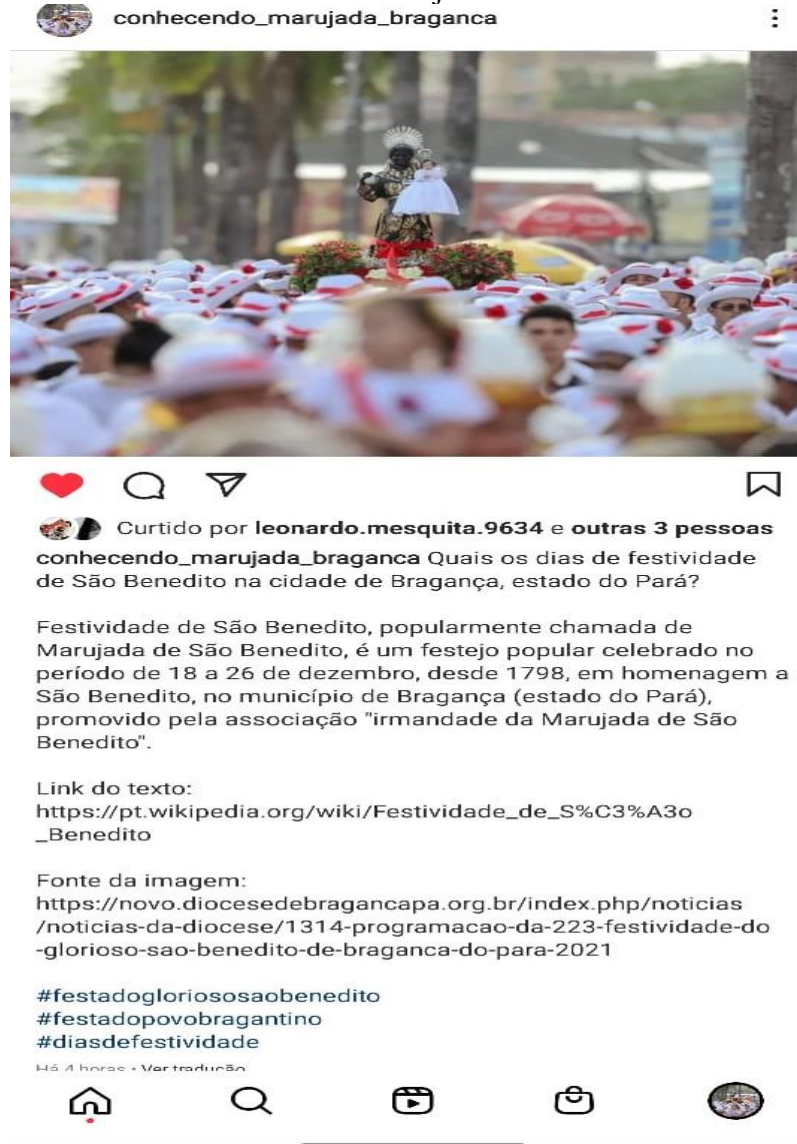 conhecendo_marujada_braganca
Curtido por leonardo.mesquita.9634 e outras 3 pessoas
conhecendo_marujada_braganca Quais os dias de festividade
de São Benedito na cidade de Bragança, estado do Pará?
Festividade de São Benedito, popularmente chamada de
Marujada de São Benedito, é um festejo popular celebrado no
período de 18 a 26 de dezembro, desde 1798, em homenagem a
São Benedito, no município de Bragança (estado do Pará),
promovido pela associação "irmandade da Marujada de São
Benedito".
Link do texto:
https://pt.wikipedia.org/wiki/Festividade_de_S%C3%A3o
_Benedito
Fonte da imagem:
https://novo.diocesedebragancapa.org.br/index.php/noticias
/noticias-da-diocese/1314-programacao-da-223-festividade-do
-glorioso-sao-benedito-de-braganca-do-para-2021
#festadogloriososaobenedito
#festadopovobragantino
#diasdefestividade
Há 4 horas • Ver tradução